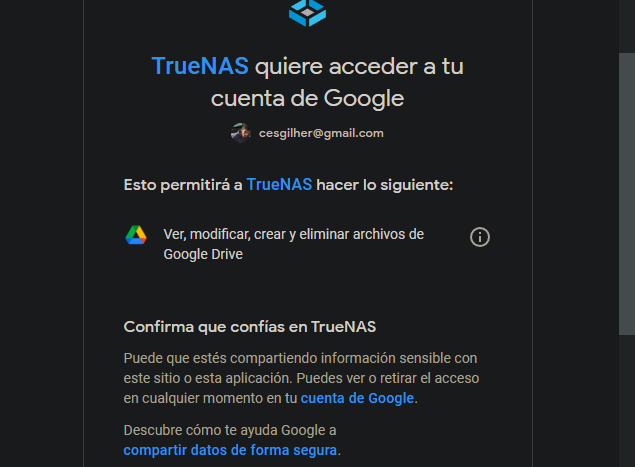 TrueNAS quiere acceder a tu
cuenta de Google
cesgilher@gmail.com
Esto permitirá a TrueNAS hacer lo siguiente:
Ver, modificar, crear y eliminar archivos de
Google Drive
Confirma que confías en TrueNAS
Puede que estés compartiendo información sensible con
este sitio o esta aplicación. Puedes ver o retirar el acceso
en cualquier momento en tu cuenta de Google.
Descubre cómo te ayuda Google a
compartir datos de forma segura.